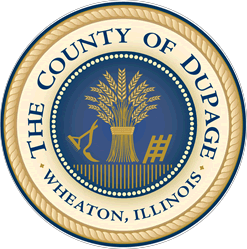 THE COUNTY OF DUPAGE
WHEATON, ILLINOIS